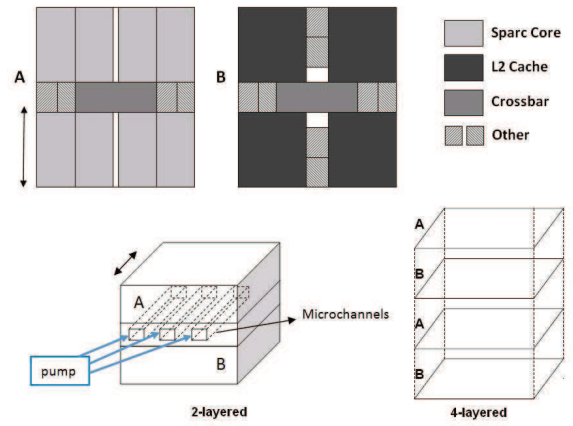 A
B
Sparc Core
L2 Cache
Crossbar
Other
A
B
Microchannels
pump
2-layered
A
B
A
B
4-layered